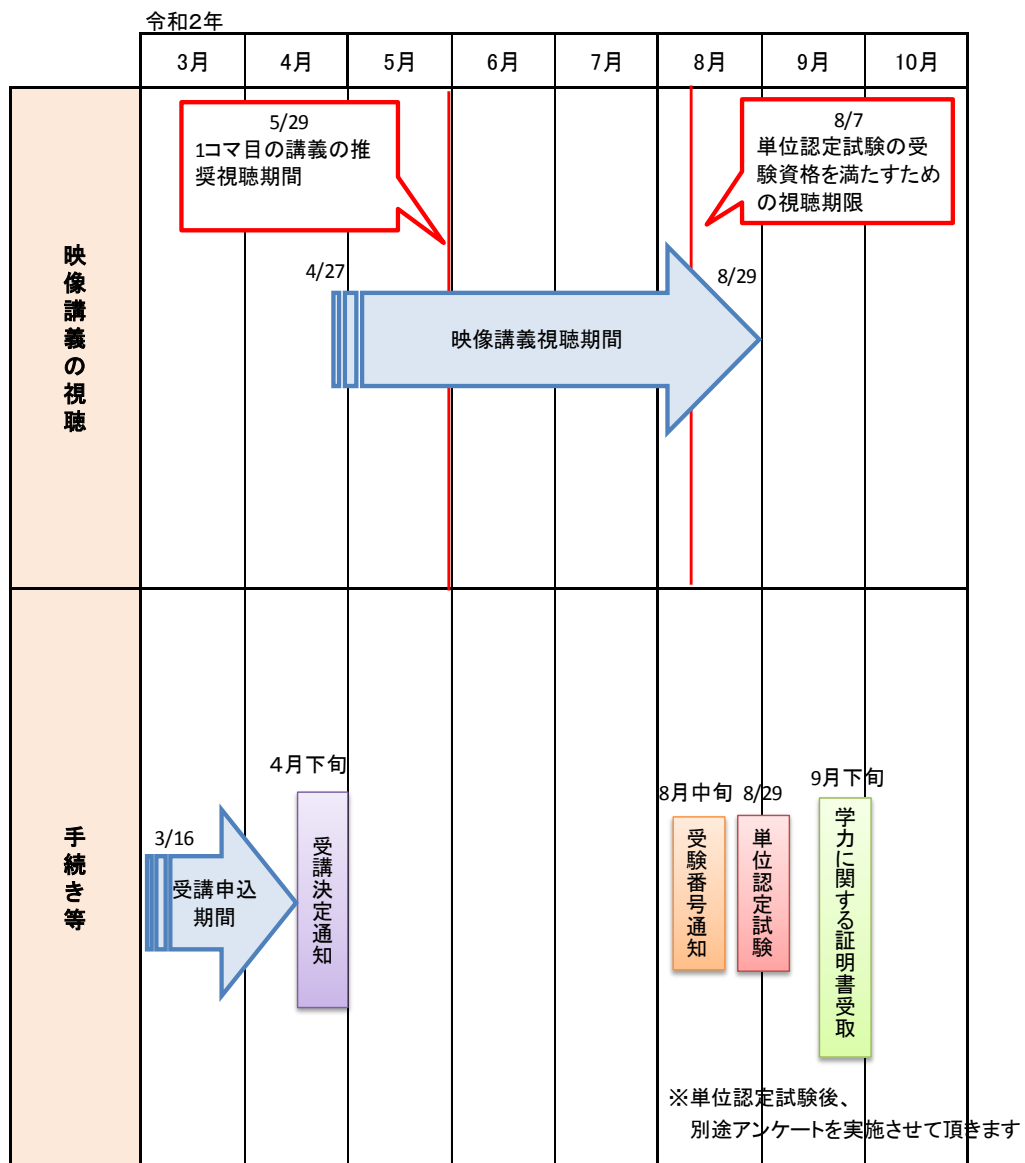 令和2年
3月
4月
5月
6月
7月
8月
9月
10月
映像講義の視聴
5/29
1コマ目の講義の推
奨視聴期間
8/7
単位認定試験の受
験資格を満たすため
の視聴期限
4/27
8/29
映像講義視聴期間
手続き等
3/16
受講申込
期間
４月下旬
受講決定通知
8月中旬
受験番号通知
8/29
単位認定試験
9月下旬
学力に関する証明書受取
※単位認定試験後、
別途アンケートを実施させて頂きます